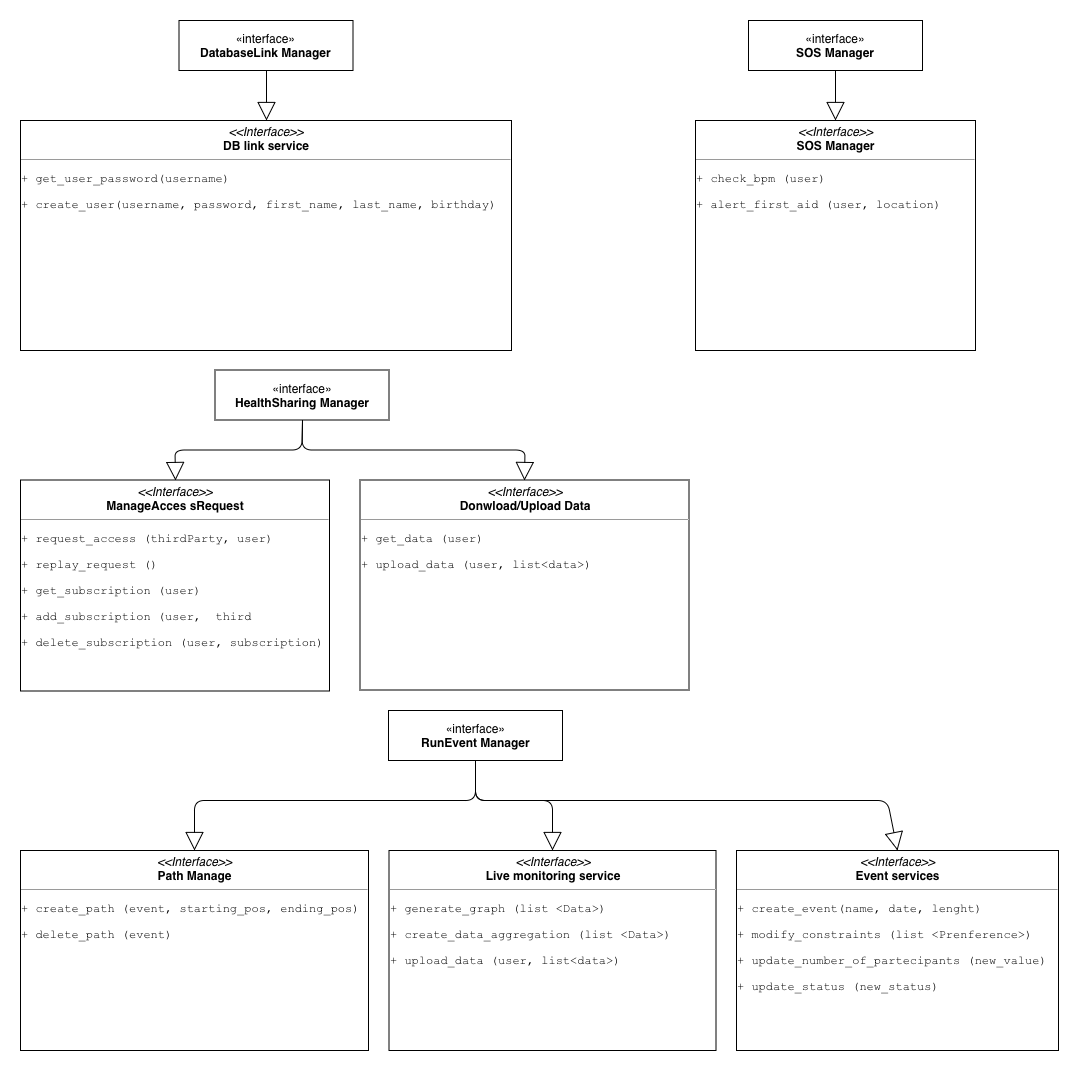 «interface»
DatabaseLink Manager
«interface»
SOS Manager
<<Interface>>
DB link service
+ get_user_password(username)
+ create_user(username, password, first_name, last_name, birthday)
<<Interface>>
SOS Manager
+ check_bpm (user)
+ alert_first_aid (user, location)
«interface»
HealthSharing Manager
<<Interface>>
ManageAcces sRequest
+ request_access (thirdParty, user)
+ replay_request ()
+ get_subscription (user)
+ add_subscription (user,  third
+ delete_subscription (user, subscription)
<<Interface>>
Donwload/Upload Data
+ get_data (user)
+ upload_data (user, list<data>)
«interface»
RunEvent Manager
<<Interface>>
Path Manage
+ create_path (event, starting_pos, ending_pos)
+ delete_path (event)
<<Interface>>
Live monitoring service
+ generate_graph (list <Data>)
+ create_data_aggregation (list <Data>)
+ upload_data (user, list<data>)
<<Interface>>
Event services
+ create_event(name, date, lenght)
+ modify_constraints (list <Prenference>)
+ update_number_of_partecipants (new_value)
+ update_status (new_status)